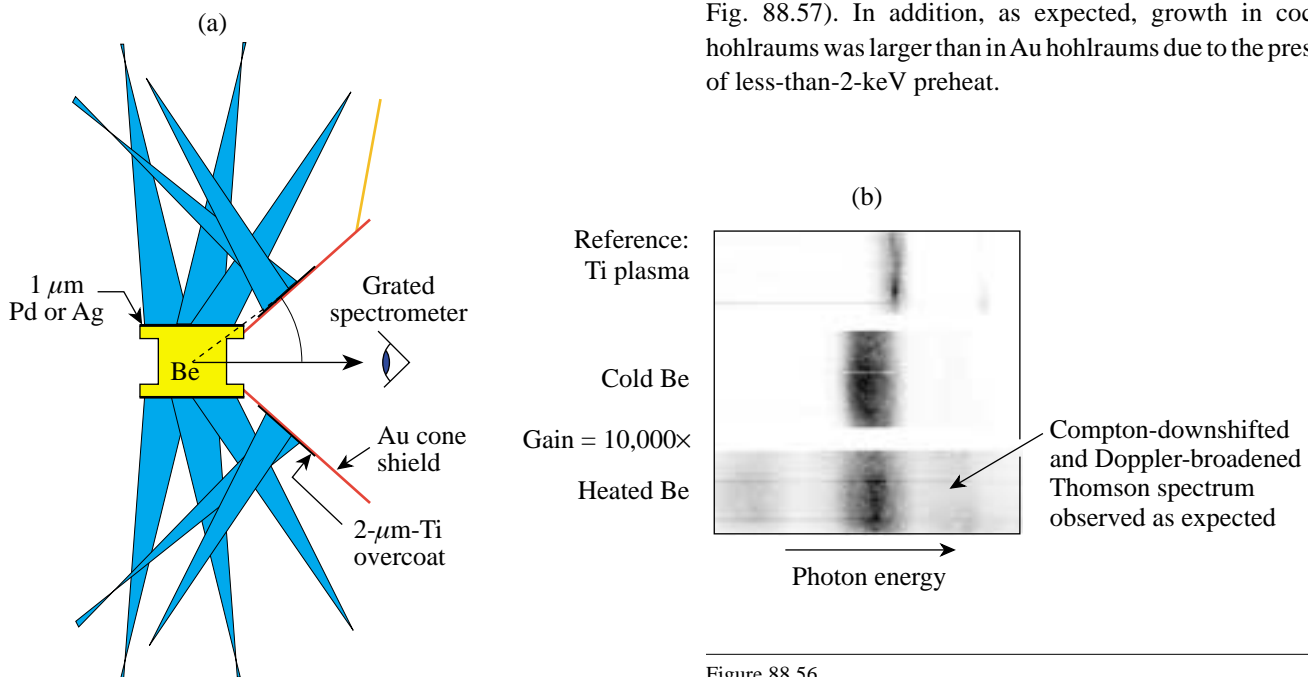 (a)
Fig. 88.57). In addition, as expected, growth in
hohlraums was larger than in Au hohlraums due to the
of less-than-2-keV preheat.
(b)
1 μm
Pd or Ag
Be
Grated
spectrometer
Au cone
shield
2-μm-Ti
overcoat
Reference:
Ti plasma
Cold Be
Gain = 10,000×
Heated Be
Compton-downshifted
and Doppler-broadened
Thomson spectrum
observed as expected
Photon energy
Figure 88.56